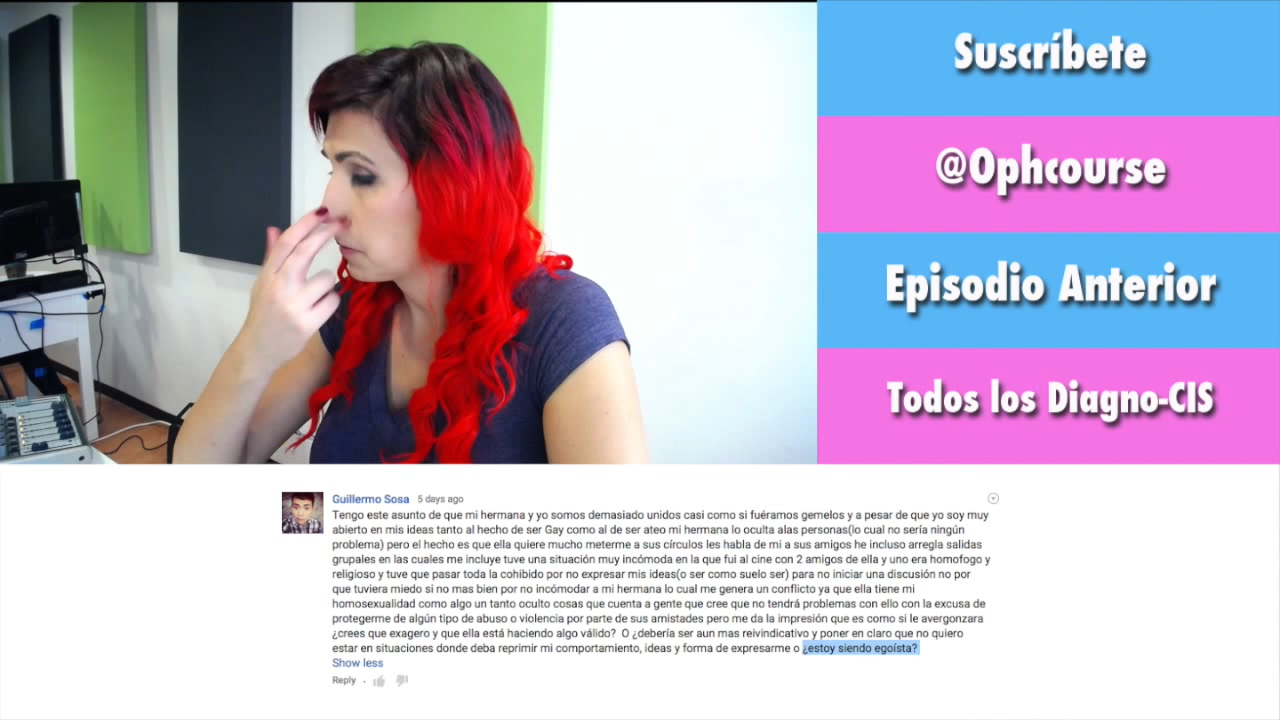 Suscríbete
@Ophcourse
Episodio Anterior
Todos los Diagno-CIS
Guillermo Sosa 5 days ago
Tengo este asunto de que mi hermana y yo somos demasiado unidos casi como si fuéramos gemelos y a pesar de que yo soy muy
abierto en mis ideas tanto al hecho de ser Gay como al de ser ateo mi hermana lo oculta alas personas(lo cual no sería ningún
problema) pero el hecho es que ella quiere mucho meterme a sus círculos les habla de mi a sus amigos he incluso arregla salidas
grupales en las cuales me incluye tuve una situación muy incómoda en la que fui al cine con 2 amigos de ella y uno era homofogo y
religioso y tuve que pasar toda la cohibido por no expresar mis ideas(o ser como suelo ser) para no iniciar una discusión no por
que tuviera miedo si no mas bien por no incómodar a mi hermana lo cual me genera un conflicto ya que ella tiene mi
homosexualidad como algo un tanto oculto cosas que cuenta a gente que cree que no tendrá problemas con ello con la excusa de
protegerme de algún tipo de abuso o violencia por parte de sus amistades pero me da la impresión que es como si le avergonzara
¿crees que exagero y que ella está haciendo algo válido? O ¿debería ser aun mas reivindicativo y poner en claro que no quiero
estar en situaciones donde deba reprimir mi comportamiento, ideas y forma de expresarme o ¿estoy siendo egoísta?
Show less
Reply